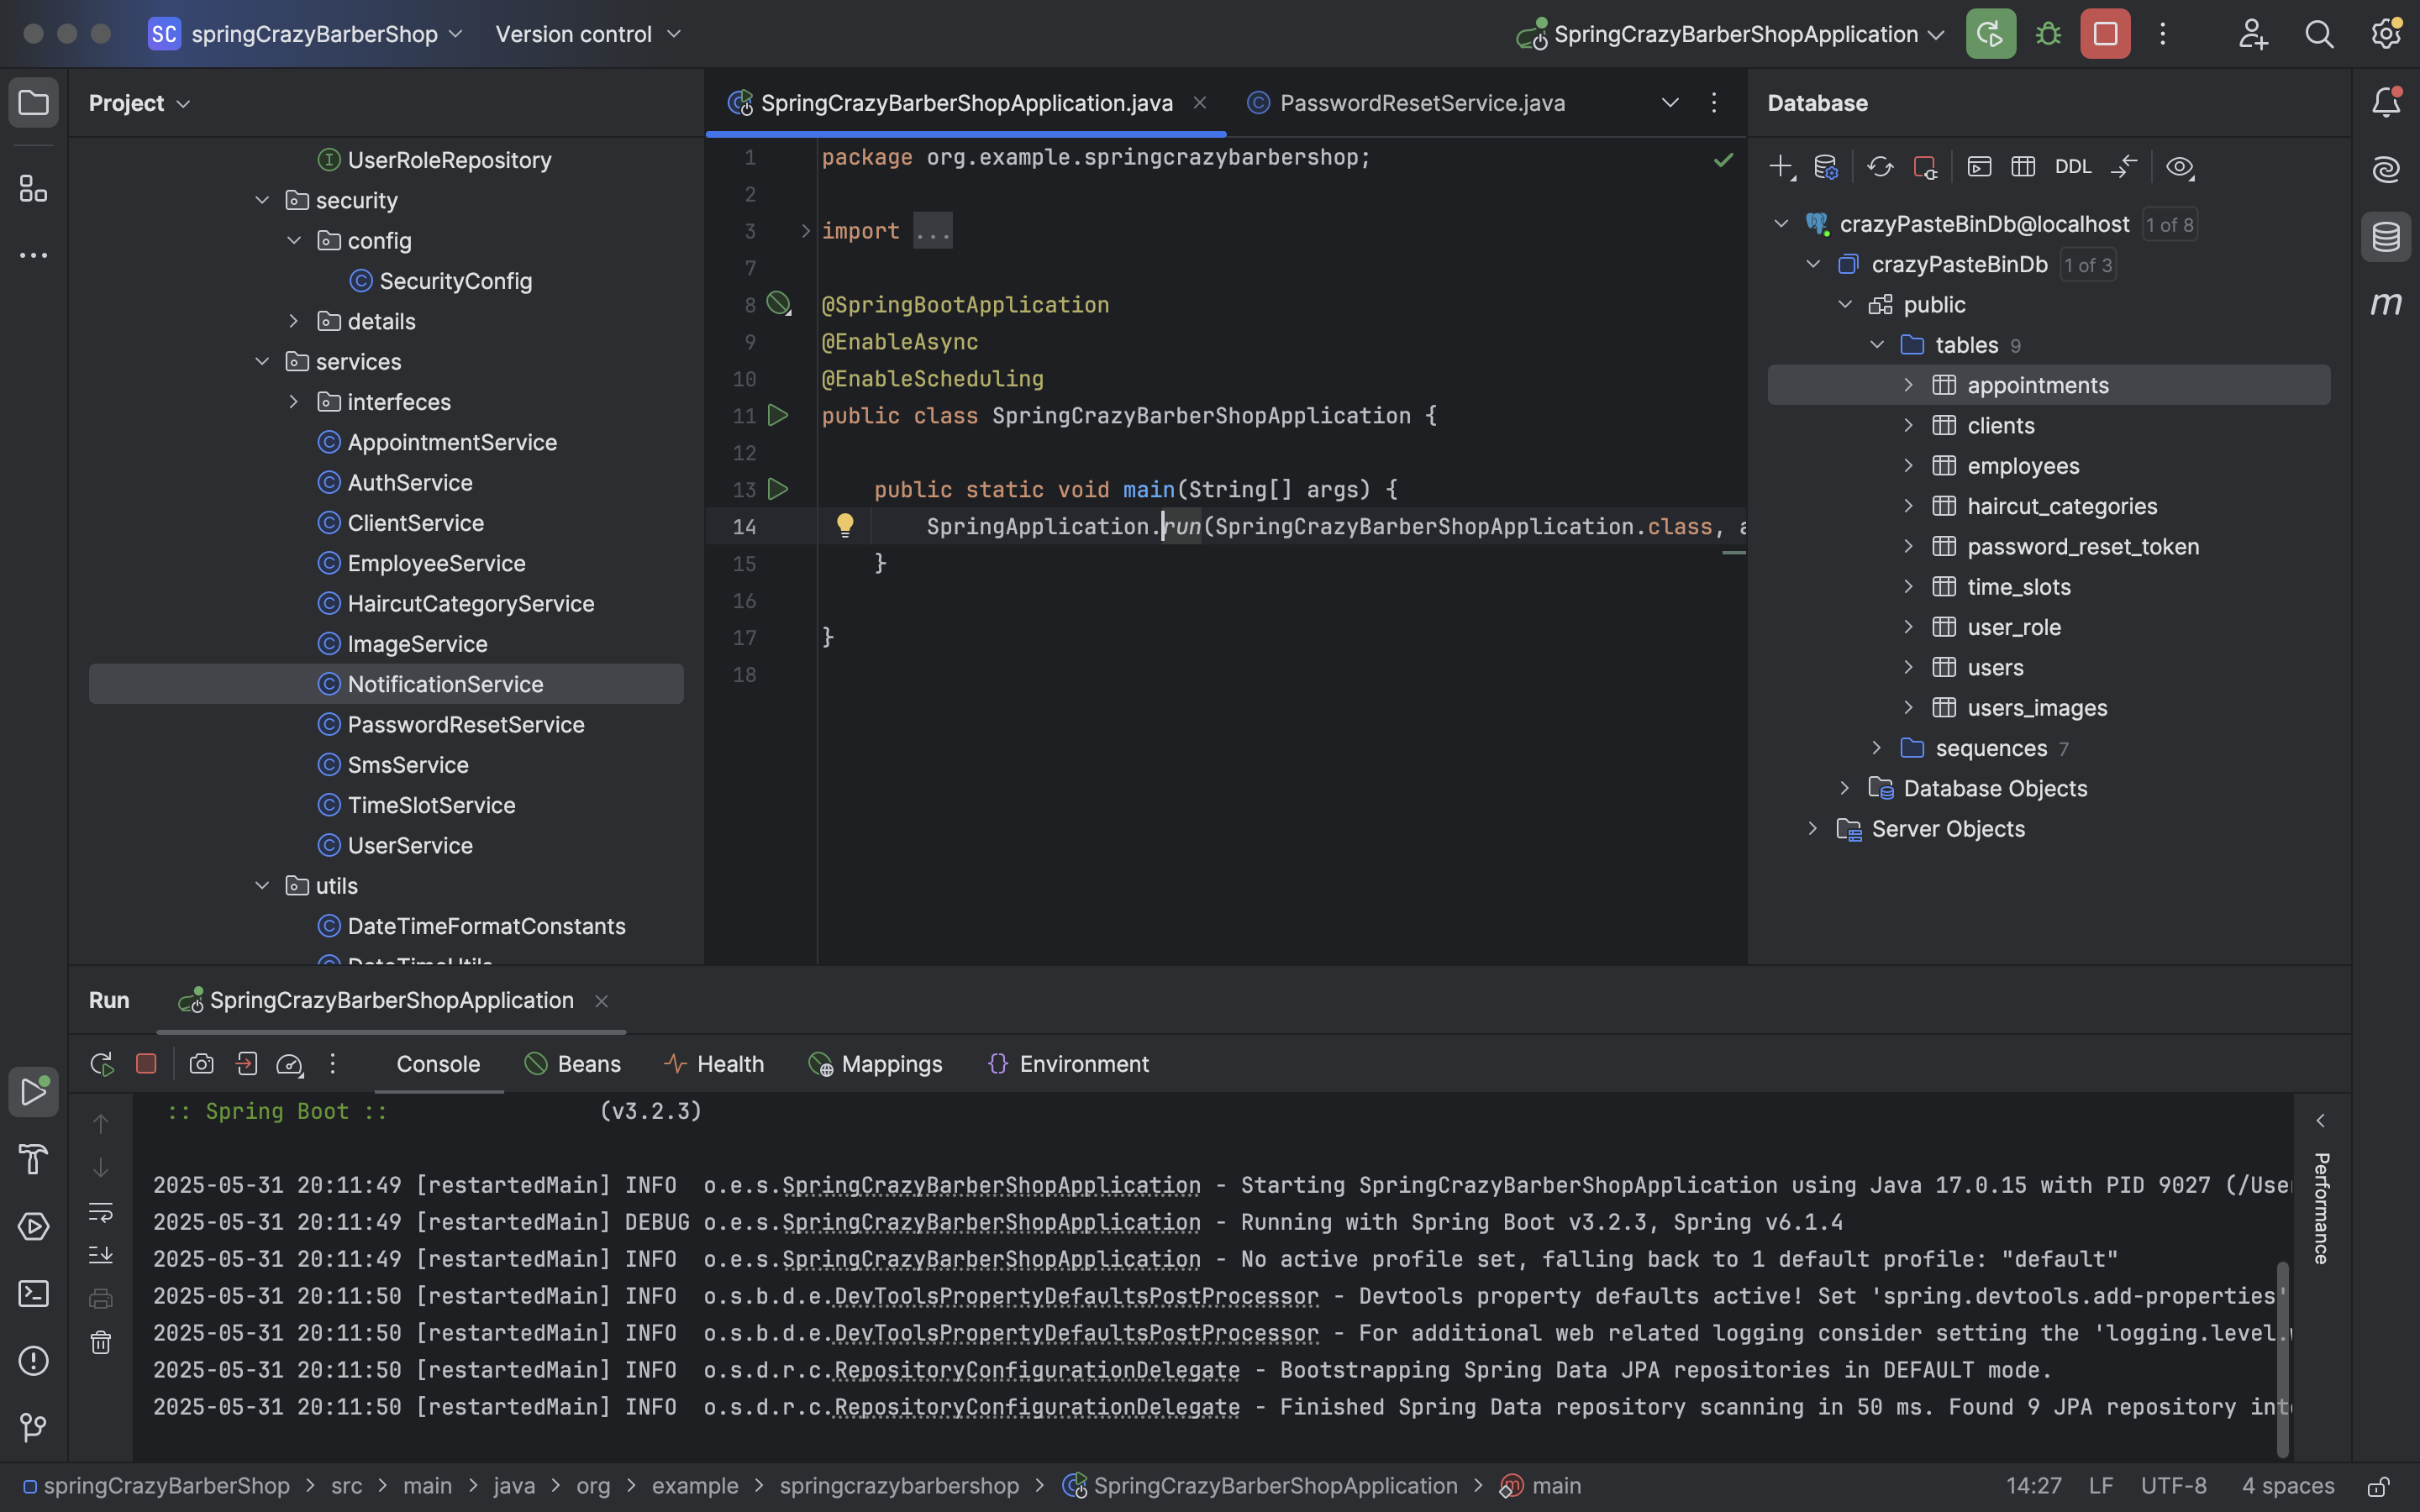 SC springCrazyBarberShop Version control SpringCrazyBarberShopApplication
Project
UserRoleRepository
security
config
SecurityConfig
details
services
interfeces
AppointmentService
AuthService
ClientService
EmployeeService
HaircutCategoryService
ImageService
NotificationService
PasswordResetService
SmsService
TimeSlotService
UserService
utils
DateTimeFormatConstants
DateTimeUtils
SpringCrazyBarberShopApplication.java PasswordResetService.java
1 package org.example.springcrazybarbershop;
2
3 import ...
7
8 @SpringBootApplication
9 @EnableAsync
10 @EnableScheduling
11 public class SpringCrazyBarberShopApplication {
12
13 public static void main(String[] args) {
14 SpringApplication.run(SpringCrazyBarberShopApplication.class, a
15 }
16
17 }
18
Database
DDL
crazyPasteBinDb@localhost 1 of 8
crazyPasteBinDb 1 of 3
public
tables 9
appointments
clients
employees
haircut_categories
password_reset_token
time_slots
user_role
users
users_images
sequences 7
Database Objects
Server Objects
m
Run SpringCrazyBarberShopApplication
Console Beans Health Mappings Environment
:: Spring Boot :: (v3.2.3)
2025-05-31 20:11:49 [restartedMain] INFO o.e.s.SpringCrazyBarberShopApplication - Starting SpringCrazyBarberShopApplication using Java 17.0.15 with PID 9027 (/Use
2025-05-31 20:11:49 [restartedMain] DEBUG o.e.s.SpringCrazyBarberShopApplication - Running with Spring Boot v3.2.3, Spring v6.1.4
2025-05-31 20:11:49 [restartedMain] INFO o.e.s.SpringCrazyBarberShopApplication - No active profile set, falling back to 1 default profile: "default"
2025-05-31 20:11:50 [restartedMain] INFO o.s.b.d.e.DevToolsPropertyDefaultsPostProcessor - Devtools property defaults active! Set 'spring.devtools.add-properties'
2025-05-31 20:11:50 [restartedMain] INFO o.s.b.d.e.DevToolsPropertyDefaultsPostProcessor - For additional web related logging consider setting the 'logging.level.
2025-05-31 20:11:50 [restartedMain] INFO o.s.d.r.c.RepositoryConfigurationDelegate - Bootstrapping Spring Data JPA repositories in DEFAULT mode.
2025-05-31 20:11:50 [restartedMain] INFO o.s.d.r.c.RepositoryConfigurationDelegate - Finished Spring Data repository scanning in 50 ms. Found 9 JPA repository int
Performance
springCrazyBarberShop > src > main > java > org > example > springcrazybarbershop > SpringCrazyBarberShopApplication > main 14:27 LF UTF-8 4 spaces